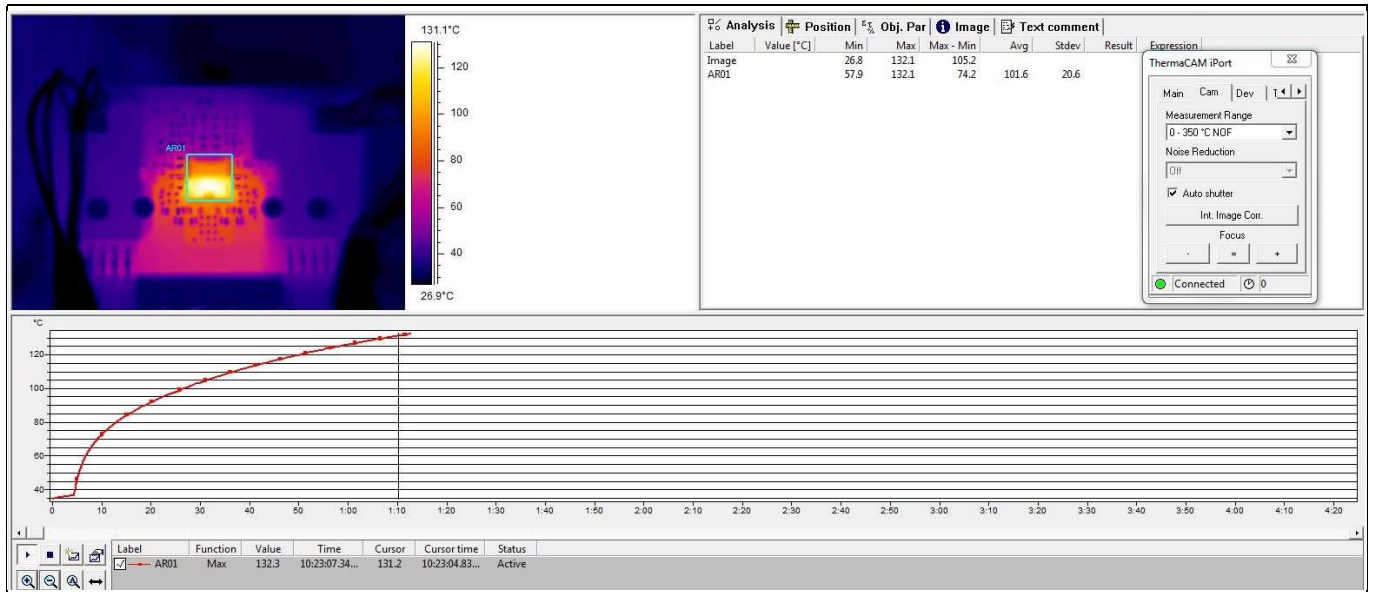 131.1°C
120
100
80
60
40
26.9°C
AR01
Analysis Position Obj. Par Image Text comment
Label Value [°C] Min Max Max - Min Avg Stdev Result Expression
Image 26.8 132.1 105.2
AR01 57.9 132.1 74.2 101.6 20.6
ThermaCAM iPort
Main Cam Dev
Measurement Range
0 - 350 °C NOF
Noise Reduction
Off
Auto shutter
Int. Image Corr.
Focus
- = +
Connected 0
°C
120
100
80
60
40
0 10 20 30 40 50 1:00 1:10 1:20 1:30 1:40 1:50 2:00 2:10 2:20 2:30 2:40 2:50 3:00 3:10 3:20 3:30 3:40 3:50 4:00 4:10 4:20
Label Function Value Time Cursor Cursor time Status
AR01 Max 132.3 10:23:07.34... 131.2 10:23:04.83... Active